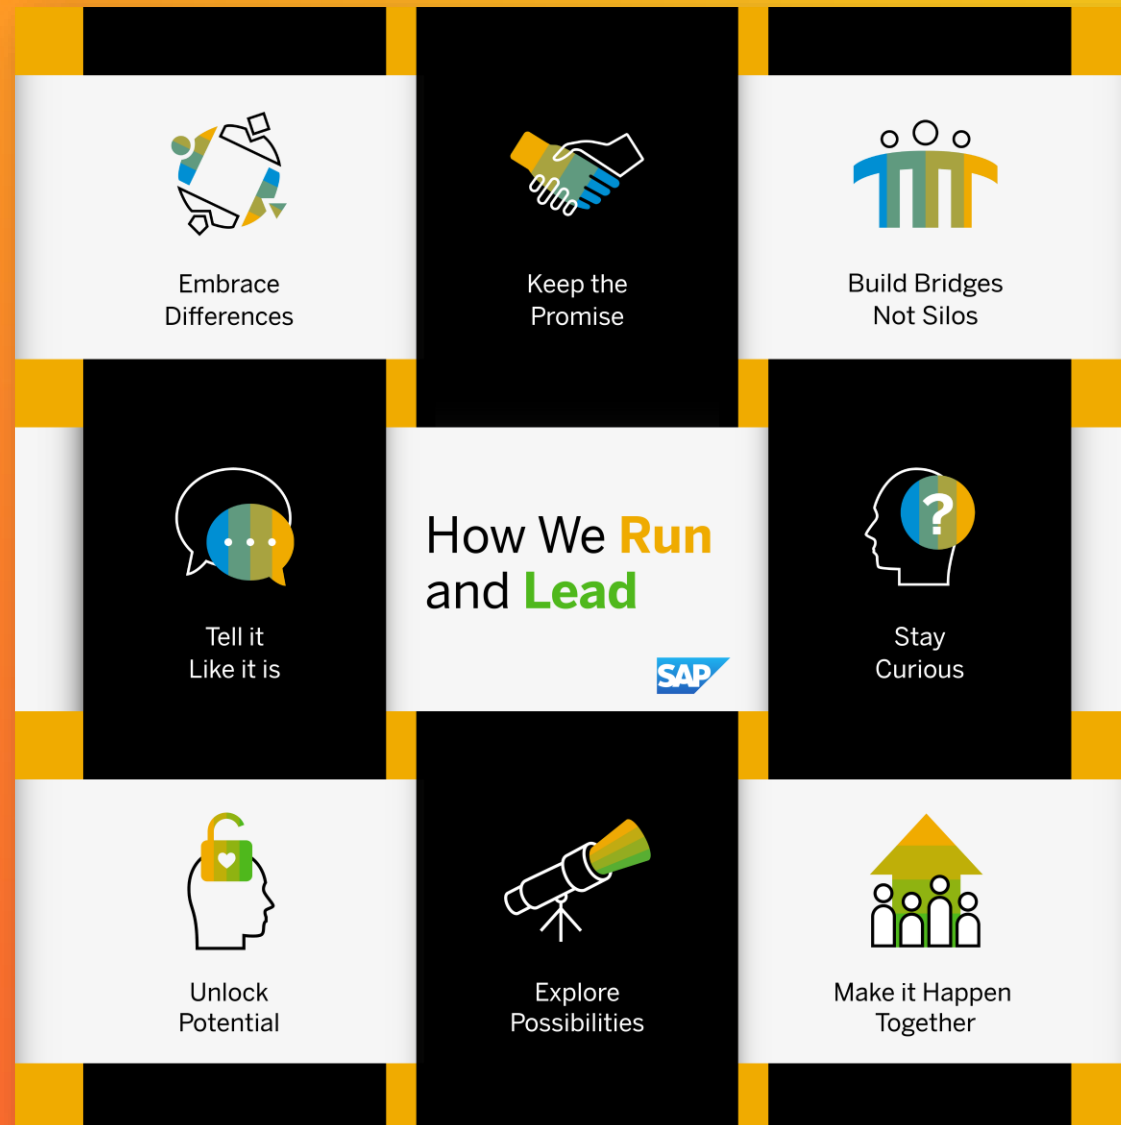 Embrace
Differences
Keep the
Promise
Build Bridges
Not Silos
Tell it
Like it is
How We Run
and Lead
SAP
?
Stay
Curious
Unlock
Potential
Explore
Possibilities
Make it Happen
Together